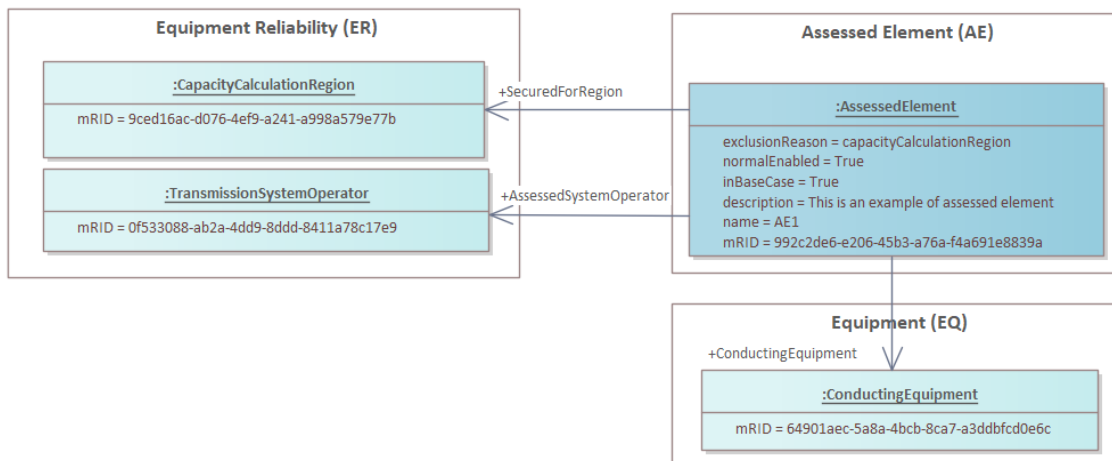 Equipment Reliability (ER)
:CapacityCalculationRegion
mRID = 9ced16ac-d076-4ef9-a241-a998a579e77b
:TransmissionSystemOperator
mRID = 0f533088-ab2a-4dd9-8ddd-8411a78c17e9
+SecuredForRegion
+AssessedSystemOperator
Assessed Element (AE)
:AssessedElement
exclusionReason = capacityCalculationRegion
normalEnabled = True
inBaseCase = True
description = This is an example of assessed element
name = AE1
mRID = 992c2de6-e206-45b3-a76a-f4a691e8839a
Equipment (EQ)
+ConductingEquipment
:ConductingEquipment
mRID = 64901aec-5a8a-4bcb-8ca7-a3ddbfcd0e6c